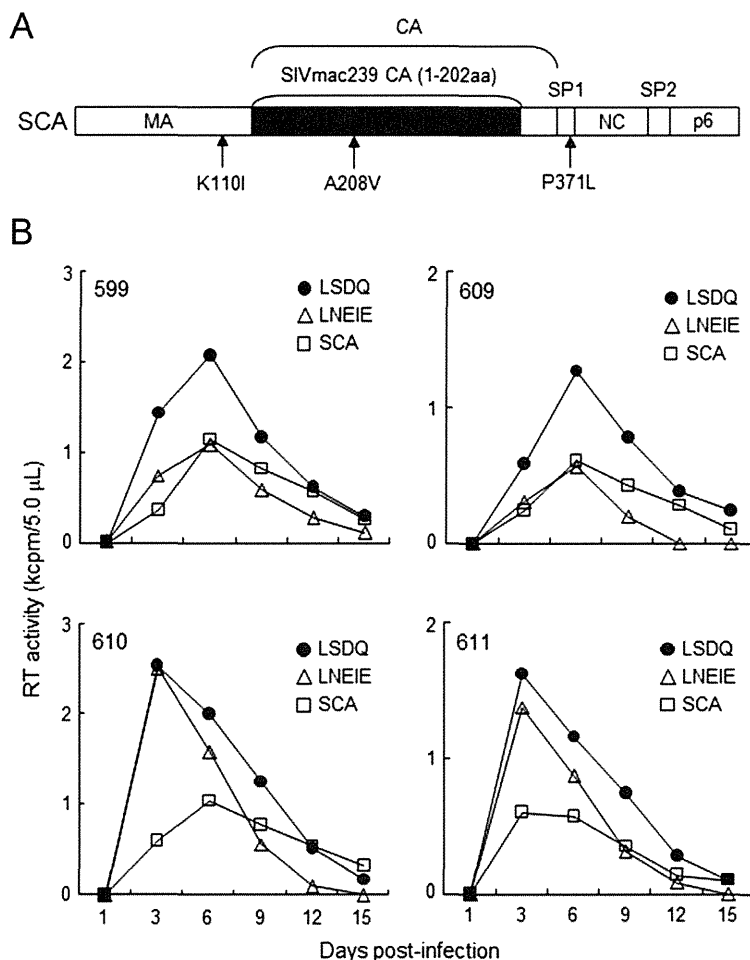 A
CA
SIVmac239 CA (1-202aa)
SP1
SP2
SCA
MA
NC
p6
K110I
A208V
P371L
B
RT activity (kcpm/5.0 μL)
599
LSDQ
LNEIE
SCA
3
2
1
0
609
LSDQ
LNEIE
SCA
2
1
0
610
LSDQ
LNEIE
SCA
3
2
1
0
1 3 6 9 12 15
611
LSDQ
LNEIE
SCA
2
1
0
1 3 6 9 12 15
Days post-infection